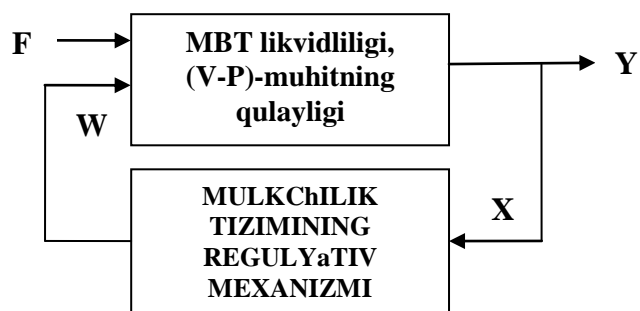 F
MBT likvidliligi,
(V-P)-muhitning
qulayligi
Y
W
MULKChILIK
TIZIMINING
REGULYaTIV
MEXANIZMI
X